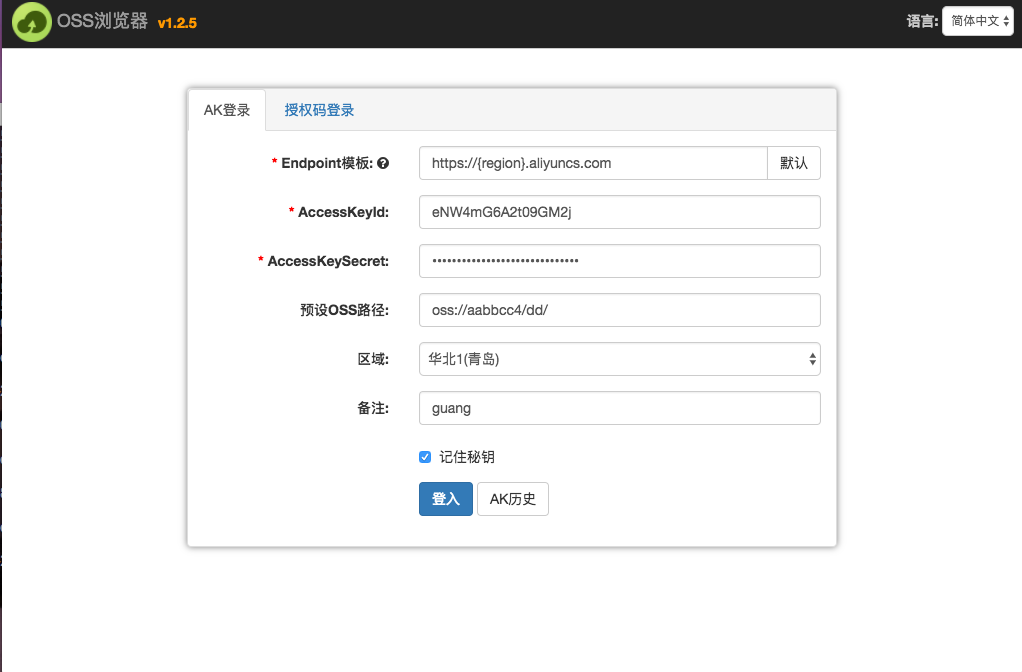 OSS浏览器 v1.2.5 语言: 简体中文
AK登录 授权码登录
* Endpoint模板: https://{region}.aliyuncs.com 默认
* AccessKeyId: eNW4mG6A2t09GM2j
* AccessKeySecret: ••••••••••••••••••••••••••••••
预设OSS路径: oss://aabbcc4/dd/
区域: 华北1(青岛)
备注: guang
记住秘钥
登入 AK历史